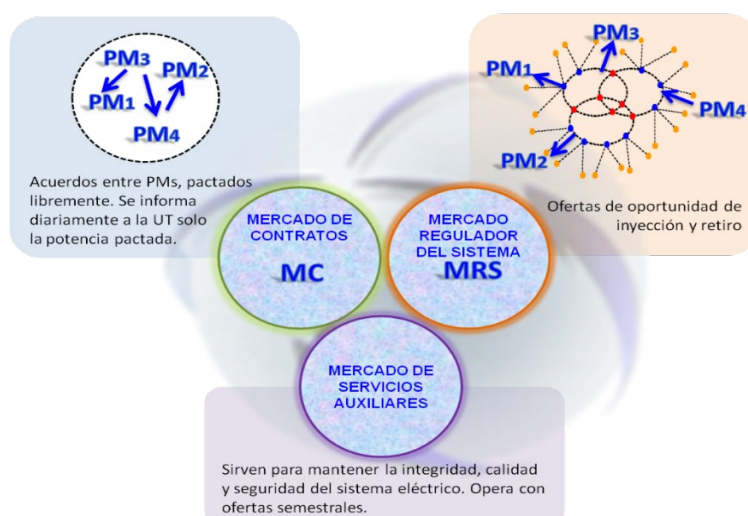 PM3
PM2
PM1
PM4
Acuerdos entre PMs, pactados
libremente. Se informa
diariamente a la UT solo
la potencia pactada.
PM3
PM1
PM4
PM2
Ofertas de oportunidad de
inyección y retiro
MERCADO DE
CONTRATOS
MC
MERCADO
REGULADOR
DEL SISTEMA
MRS
MERCADO DE
SERVICIOS
AUXILIARES
Sirven para mantener la integridad, calidad
y seguridad del sistema eléctrico. Opera con
ofertas semestrales.